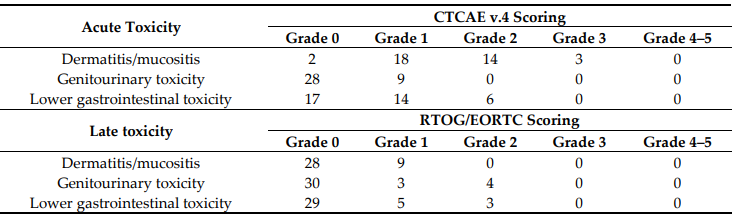 Acute Toxicity CTCAE v.4 Scoring
Grade 0 Grade 1 Grade 2 Grade 3 Grade 4–5
Dermatitis/mucositis 2 18 14 3 0
Genitourinary toxicity 28 9 0 0 0
Lower gastrointestinal toxicity 17 14 6 0 0
Late toxicity RTOG/EORTC Scoring
Grade 0 Grade 1 Grade 2 Grade 3 Grade 4–5
Dermatitis/mucositis 28 9 0 0 0
Genitourinary toxicity 30 3 4 0 0
Lower gastrointestinal toxicity 29 5 3 0 0